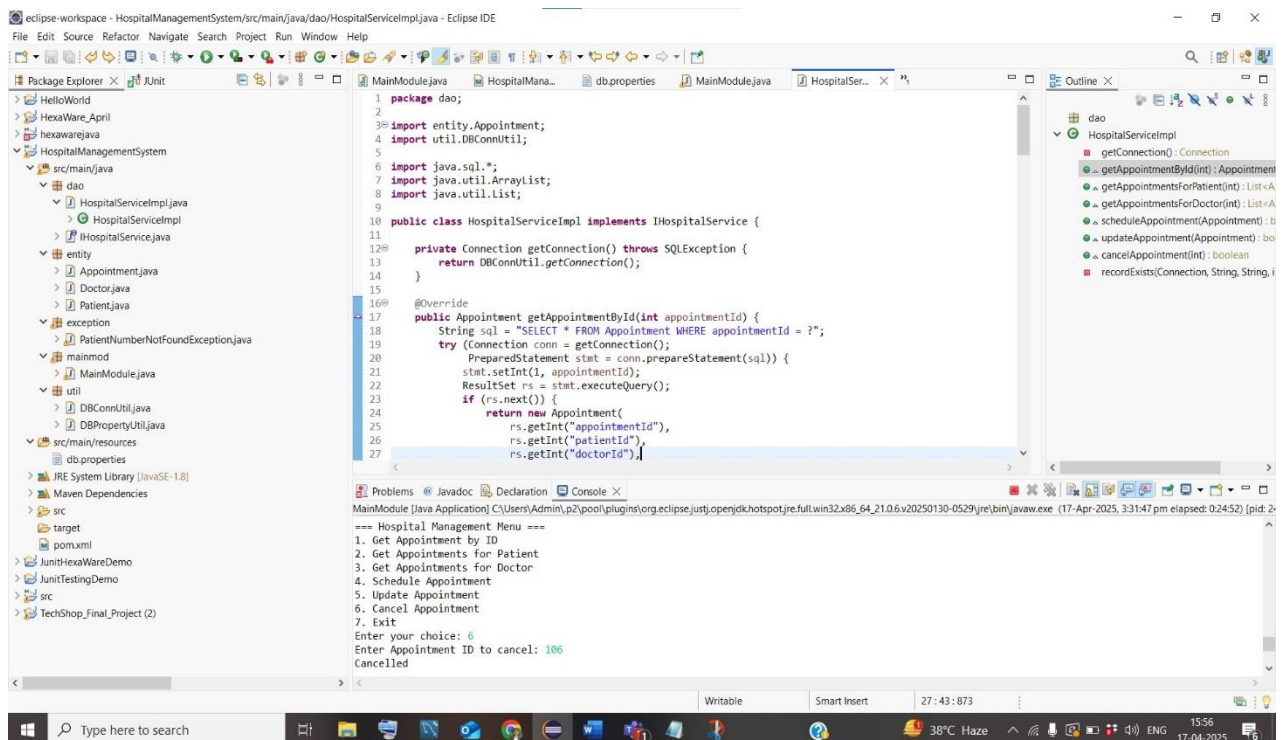 eclipse-workspace - HospitalManagementSystem/src/main/java/dao/HospitalServiceImpl.java - Eclipse IDE
File Edit Source Refactor Navigate Search Project Run Window Help
Package Explorer JUnit
HelloWorld
HexaWare_April
hexawarejava
HospitalManagementSystem
src/main/java
dao
HospitalServiceImpl.java
HospitalServiceImpl
IHospitalService.java
entity
Appointment.java
Doctor.java
Patient.java
exception
PatientNumberNotFoundException.java
mainmod
MainModule.java
util
DBConnUtil.java
DBPropertyUtil.java
src/main/resources
db.properties
JRE System Library [JavaSE-1.8]
Maven Dependencies
src
target
pom.xml
JunitHexaWareDemo
JunitTestingDemo
src
TechShop_Final_Project (2)
MainModule.java HospitalMana... db.properties MainModule.java HospitalSer...
1 package dao;
2
3 import entity.Appointment;
4 import util.DBConnUtil;
5
6 import java.sql.*;
7 import java.util.ArrayList;
8 import java.util.List;
9
10 public class HospitalServiceImpl implements IHospitalService {
11
12 private Connection getConnection() throws SQLException {
13 return DBConnUtil.getConnection();
14 }
15
16 @Override
17 public Appointment getAppointmentById(int appointmentId) {
18 String sql = "SELECT * FROM Appointment WHERE appointmentId = ?";
19 try (Connection conn = getConnection();
20 PreparedStatement stmt = conn.prepareStatement(sql)) {
21 stmt.setInt(1, appointmentId);
22 ResultSet rs = stmt.executeQuery();
23 if (rs.next()) {
24 return new Appointment(
25 rs.getInt("appointmentId"),
26 rs.getInt("patientId"),
27 rs.getInt("doctorId"),
Outline
dao
HospitalServiceImpl
getConnection() : Connection
getAppointmentById(int) : Appointment
getAppointmentsForPatient(int) : List<A
getAppointmentsForDoctor(int) : List<A
scheduleAppointment(Appointment) : b
updateAppointment(Appointment) : bo
cancelAppointment(int) : boolean
recordExists(Connection, String, String, i
Problems Javadoc Declaration Console
MainModule [Java Application] C:\Users\Admin\.p2\pool\plugins\org.eclipse.justj.openjdk.hotspot.jre.full.win32.x86_64_21.0.6.v20250130-0529\jre\bin\javaw.exe (17-Apr-2025, 3:31:47 pm elapsed: 0:24:52) [pid: 2
=== Hospital Management Menu ===
1. Get Appointment by ID
2. Get Appointments for Patient
3. Get Appointments for Doctor
4. Schedule Appointment
5. Update Appointment
6. Cancel Appointment
7. Exit
Enter your choice: 6
Enter Appointment ID to cancel: 106
Cancelled
Writable Smart Insert 27 : 43 : 873
Type here to search
38°C Haze
ENG
15:56
17-04-2025